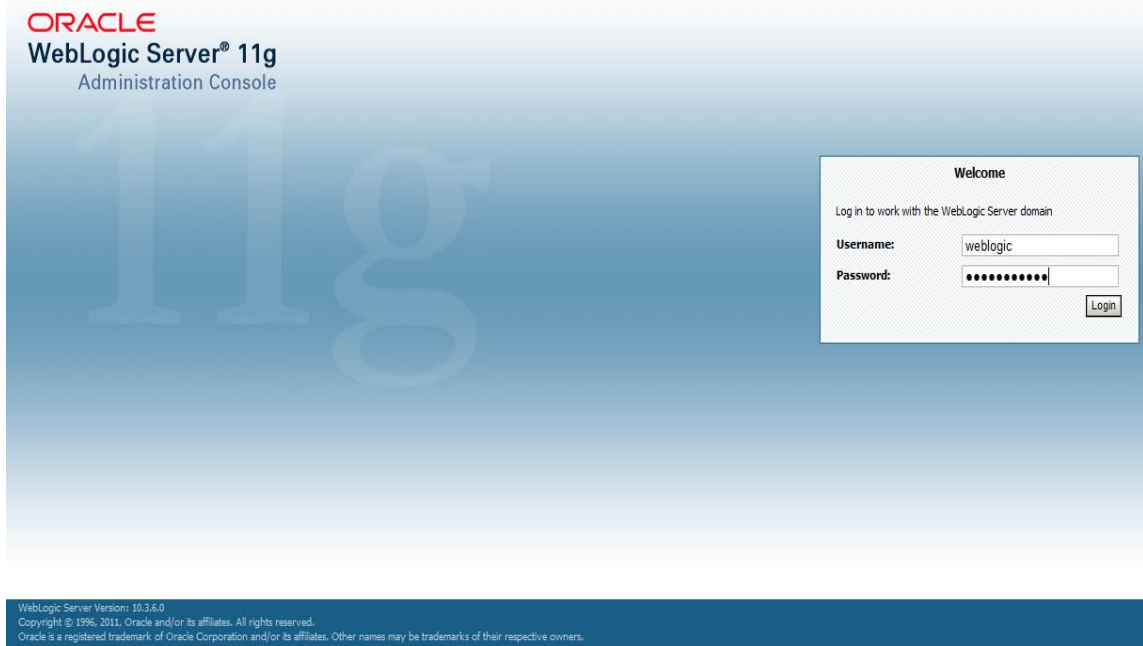 ORACLE
WebLogic Server® 11g
Administration Console
11g
Welcome
Log in to work with the WebLogic Server domain
Username:
weblogic
Password:
●●●●●●●●●●●
Login
WebLogic Server Version: 10.3.6.0
Copyright © 1996, 2011, Oracle and/or its affiliates. All rights reserved.
Oracle is a registered trademark of Oracle Corporation and/or its affiliates. Other names may be trademarks of their respective owners.